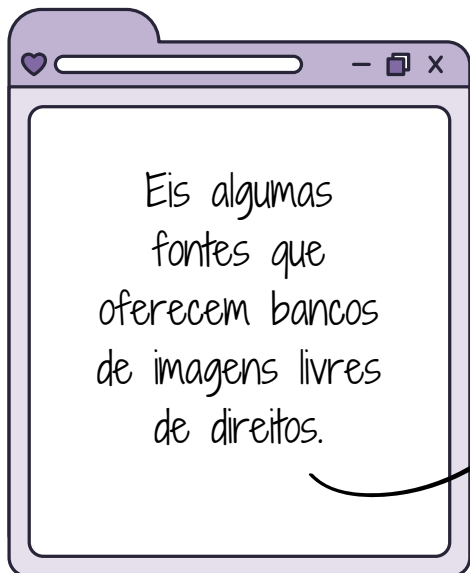 Eis algumas
fontes que
oferecem bancos
de imagens livres
de direitos.